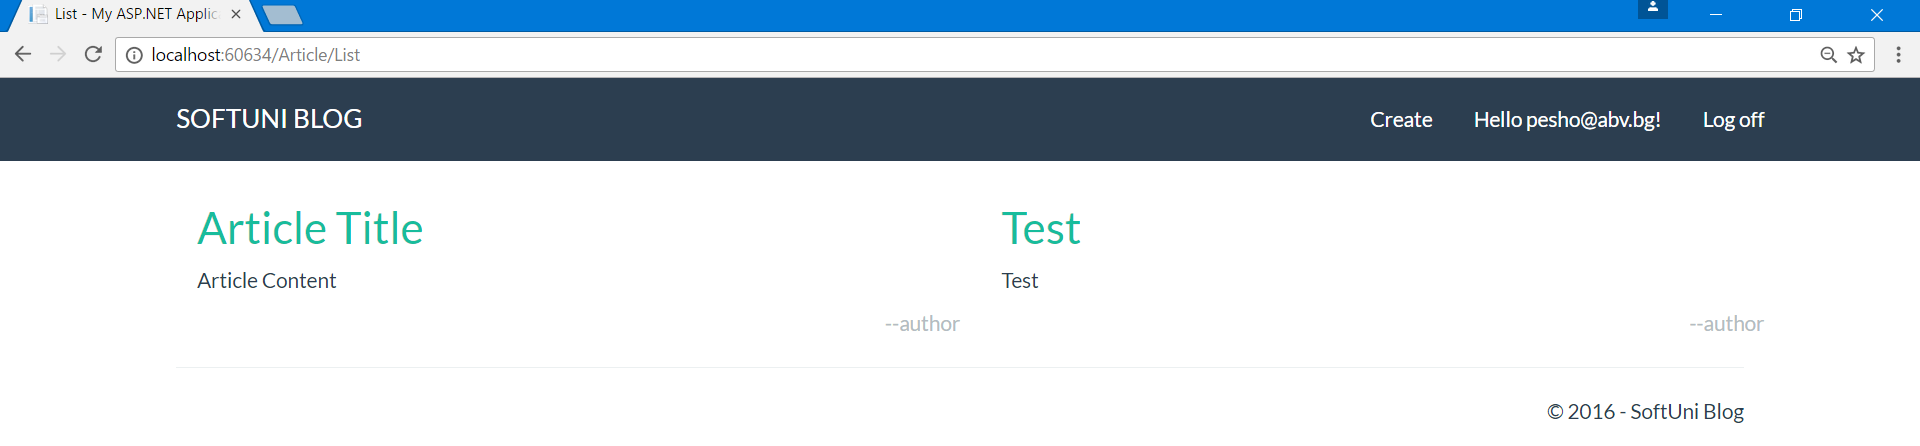 List - My ASP.NET Applic
localhost:60634/Article/List
SOFTUNI BLOG Create Hello pesho@abv.bg! Log off
Article Title
Article Content
--author
Test
Test
--author
© 2016 - SoftUni Blog